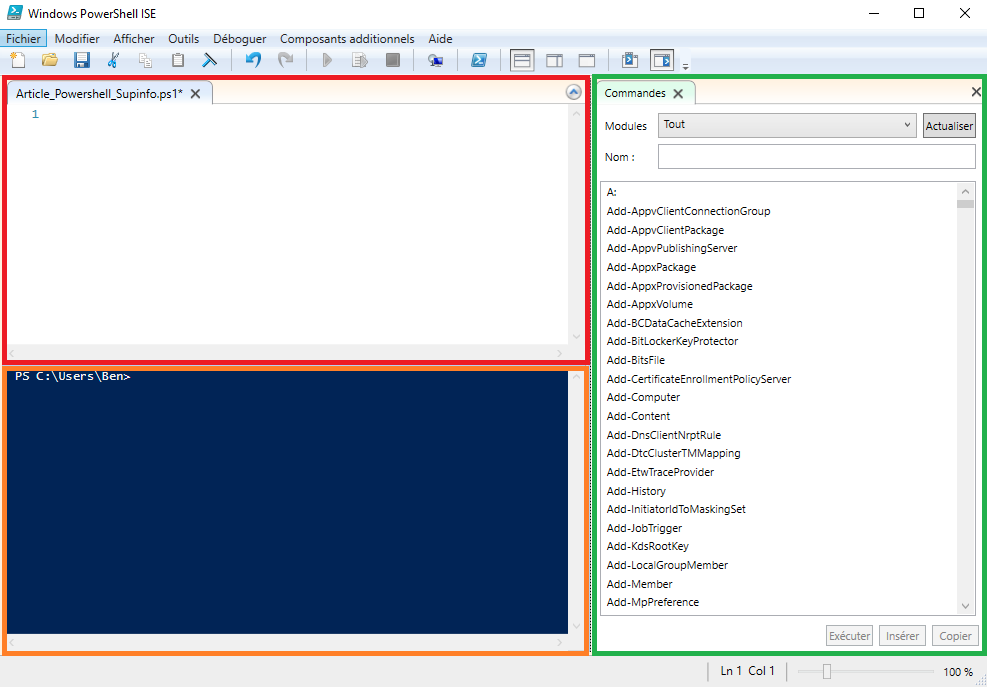 Windows PowerShell ISE
Fichier Modifier Afficher Outils Déboguer Composants additionnels Aide
Article_Powershell_Supinfo.ps1*
1
PS C:\Users\Ben>
Commandes
Modules Tout Actualiser
Nom :
A:
Add-AppvClientConnectionGroup
Add-AppvClientPackage
Add-AppvPublishingServer
Add-AppxPackage
Add-AppxProvisionedPackage
Add-AppxVolume
Add-BCDataCacheExtension
Add-BitLockerKeyProtector
Add-BitsFile
Add-CertificateEnrollmentPolicyServer
Add-Computer
Add-Content
Add-DnsClientNrptRule
Add-DtcClusterTMMapping
Add-EtwTraceProvider
Add-History
Add-InitiatorIdToMaskingSet
Add-JobTrigger
Add-KdsRootKey
Add-LocalGroupMember
Add-Member
Add-MpPreference
Exécuter Insérer Copier
Ln 1 Col 1 100 %